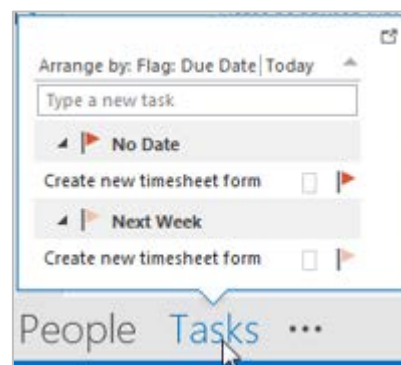 Arrange by: Flag: Due Date Today
Type a new task
No Date
Create new timesheet form
Next Week
Create new timesheet form
People Tasks ...